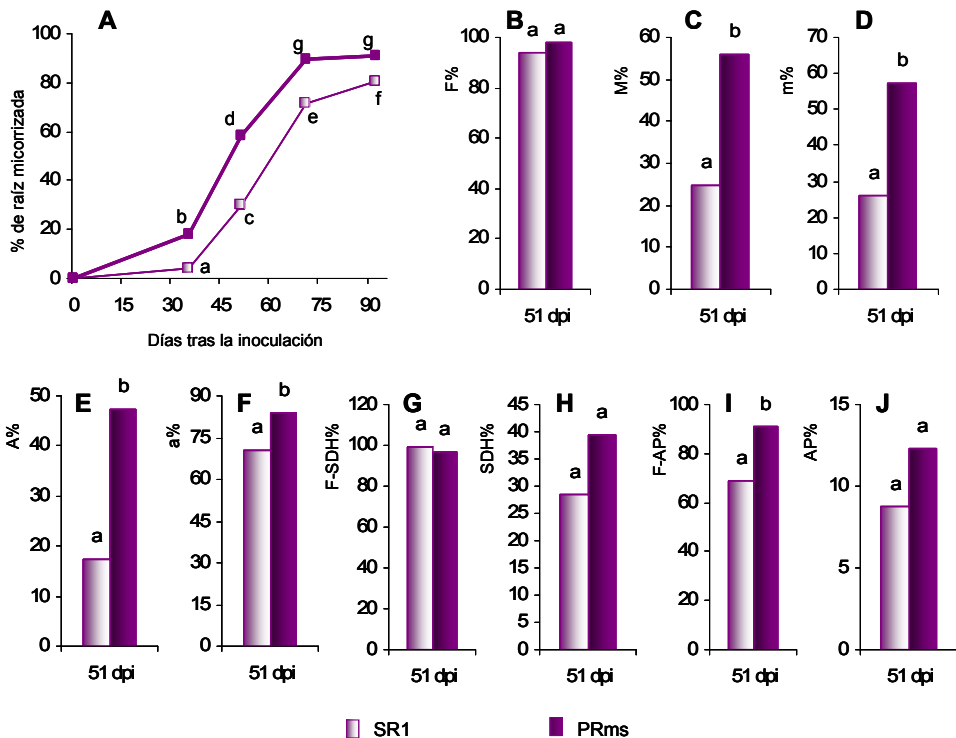 A
% de raíz micorrizada
100
80
60
40
20
0
0 15 30 45 60 75 90
Días tras la inoculación
a
b
c
d
e
f
g
g
B
F%
100
80
60
40
20
0
a a
51 dpi
C
M%
60
50
40
30
20
10
0
a
b
51 dpi
D
m%
70
60
50
40
30
20
10
0
a
b
51 dpi
E
A%
50
40
30
20
10
0
a
b
51 dpi
F
a%
90
75
60
45
30
15
0
a
b
51 dpi
G
F-SDH%
120
100
80
60
40
20
0
a a
51 dpi
H
SDH%
45
40
35
30
25
20
15
10
5
0
a
a
51 dpi
I
F-AP%
100
80
60
40
20
0
a
b
51 dpi
J
AP%
15
10
5
0
a
a
51 dpi
SR1 PRms